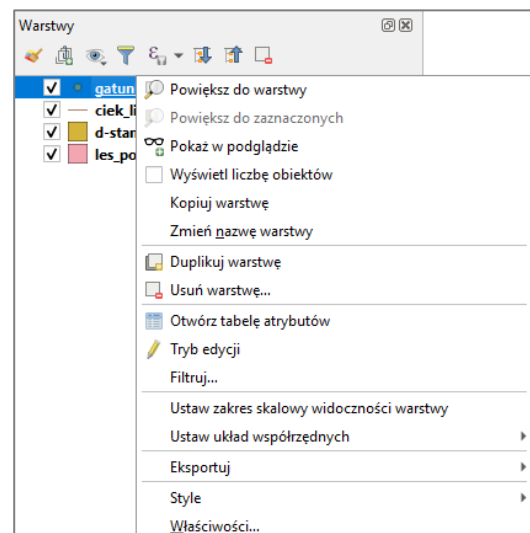 Warstwy
gatun
Powiększ do warstwy
ciek_li
Powiększ do zaznaczonych
d-stan
Pokaż w podglądzie
les_po
Wyświetl liczbę obiektów
Kopiuj warstwę
Zmień nazwę warstwy
Duplikuj warstwę
Usuń warstwę...
Otwórz tabelę atrybutów
Tryb edycji
Filtruj...
Ustaw zakres skalowy widoczności warstwy
Ustaw układ współrzędnych
Eksportuj
Style
Właściwości...